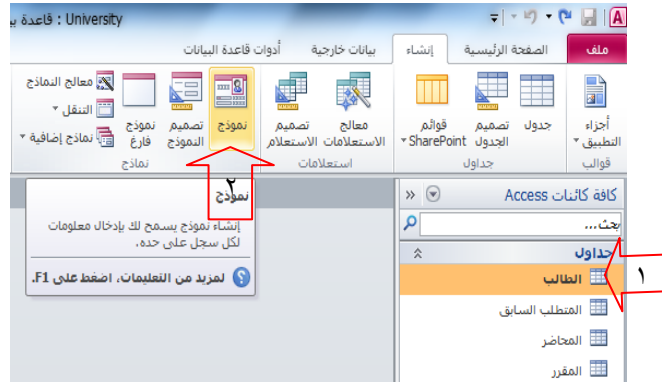 University : قاعدة بي
ملف
الصفحة الرئيسية
إنشاء
بيانات خارجية
أدوات قاعدة البيانات
أجزاء التطبيق
جدول
تصميم الجدول
قوائم SharePoint
معالج الاستعلامات
تصميم الاستعلام
نموذج
تصميم النموذج
نموذج فارغ
معالج النماذج
التنقل
نماذج إضافية
قوالب
جداول
استعلامات
نماذج
٢
نموذج
إنشاء نموذج يسمح لك بإدخال معلومات
لكل سجل على حده.
لمزيد من التعليمات، اضغط على F1.
كافة كائنات Access
بحث...
جداول
الطالب
١
المتطلب السابق
المحاضر
المقرر